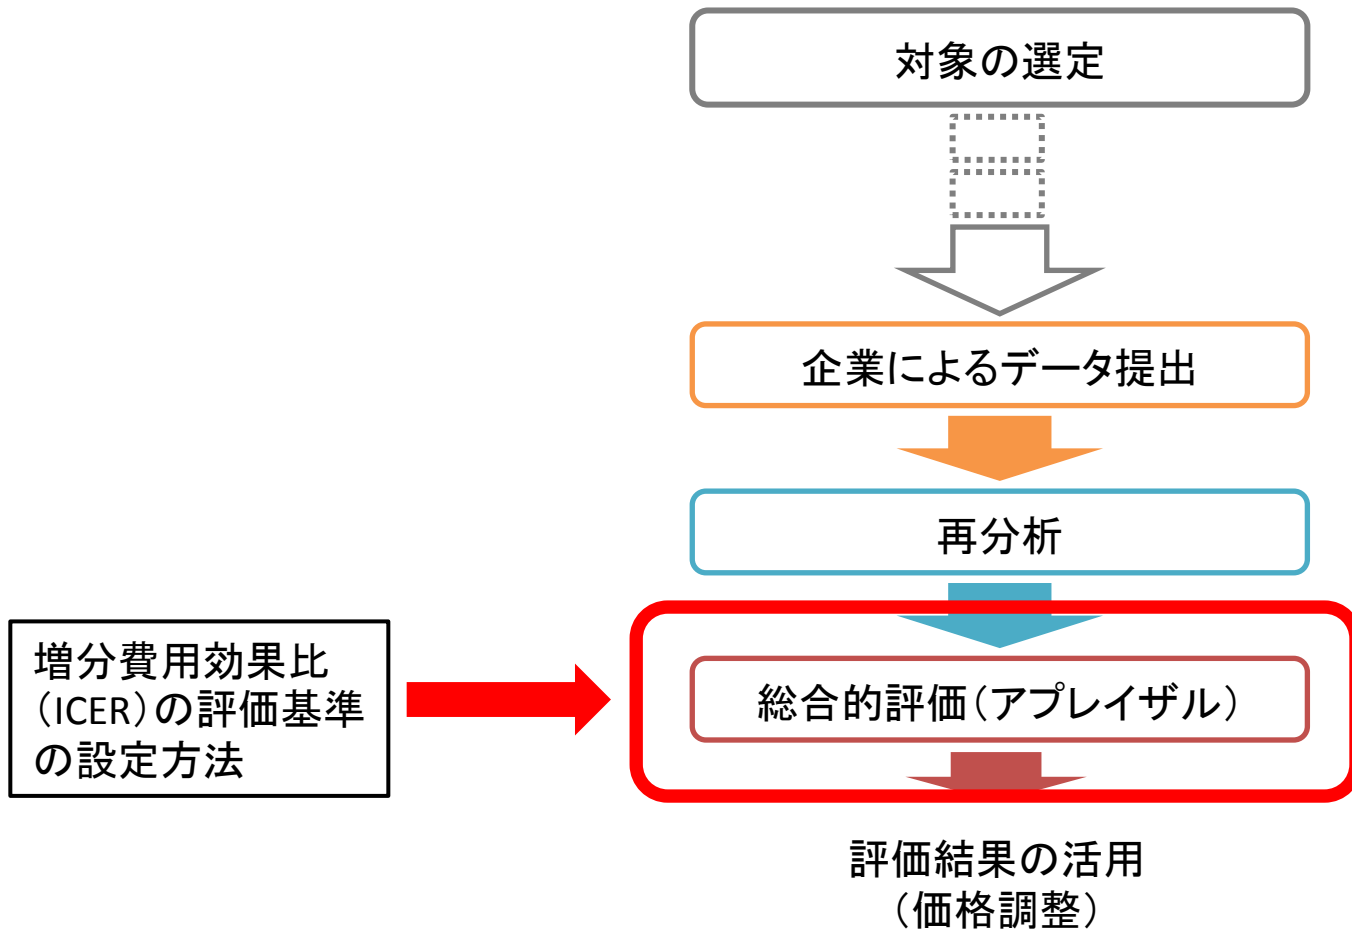 対象の選定
企業によるデータ提出
再分析
増分費用効果比
（ICER）の評価基準
の設定方法
総合的評価（アプレイザル）
評価結果の活用
（価格調整）